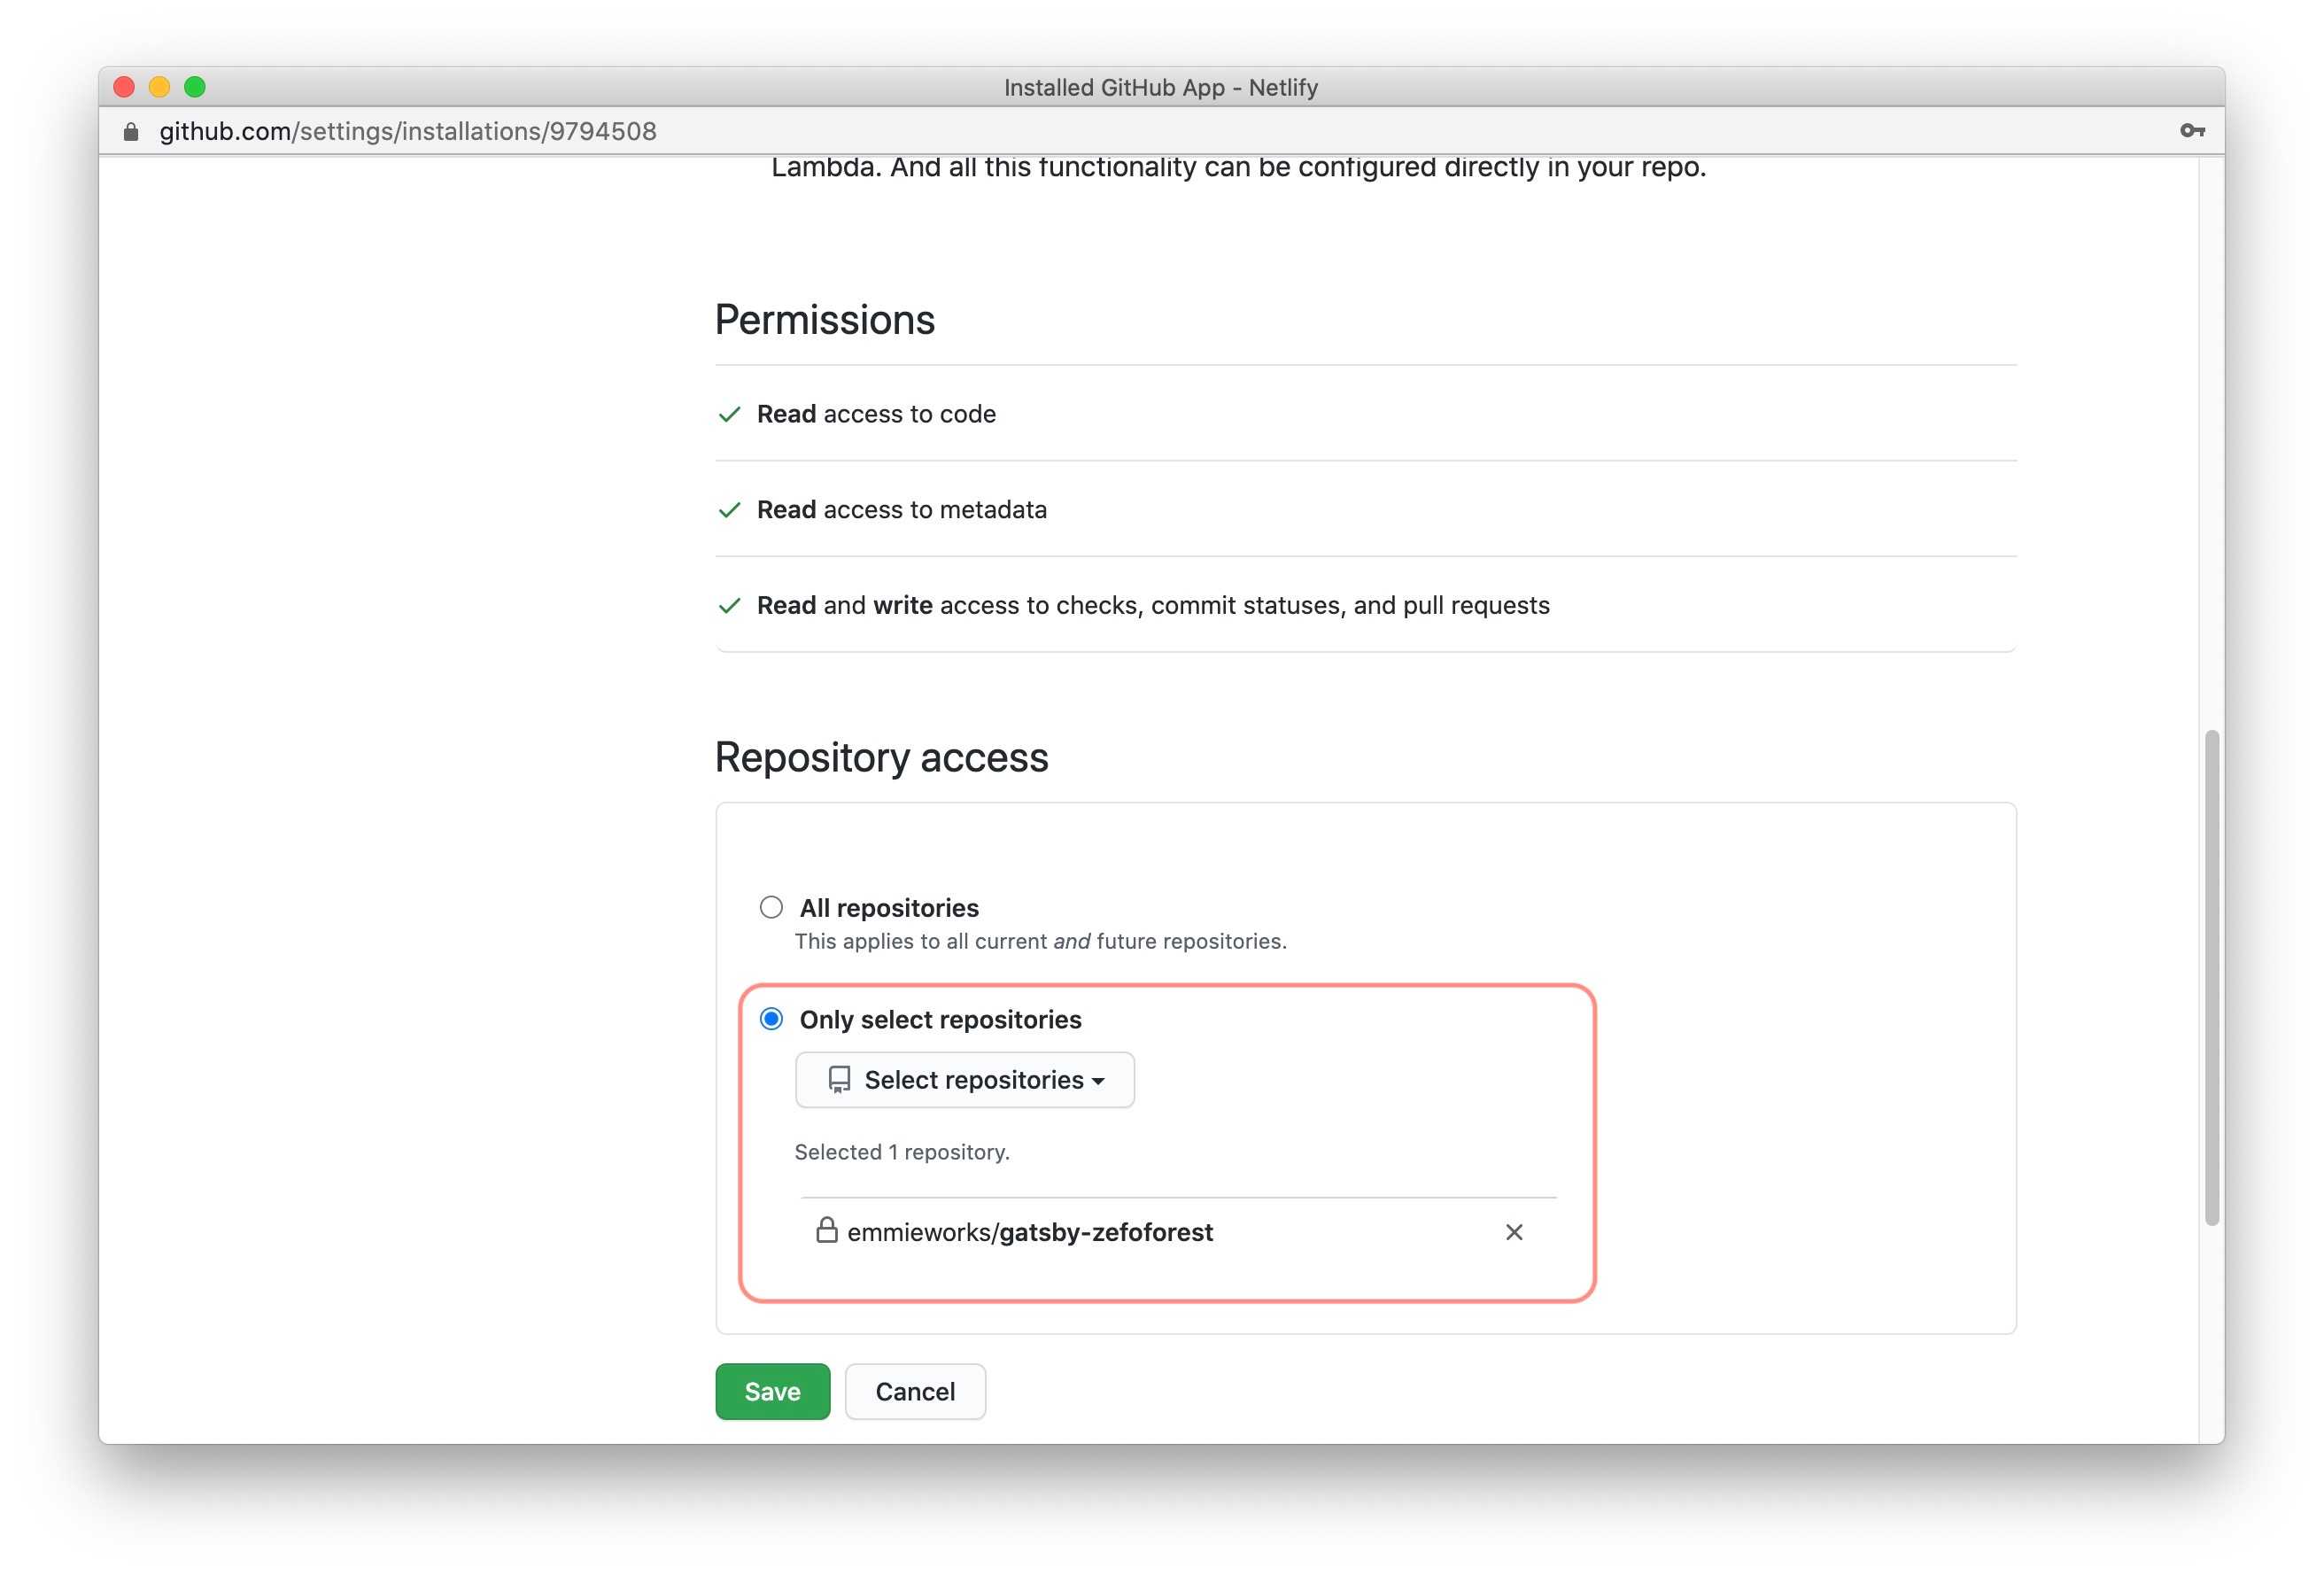 Installed GitHub App - Netlify
github.com/settings/installations/9794508
Lambda. And all this functionality can be configured directly in your repo.
Permissions
Read access to code
Read access to metadata
Read and write access to checks, commit statuses, and pull requests
Repository access
All repositories
This applies to all current and future repositories.
Only select repositories
Select repositories
Selected 1 repository.
emmieworks/gatsby-zefoforest
Save Cancel